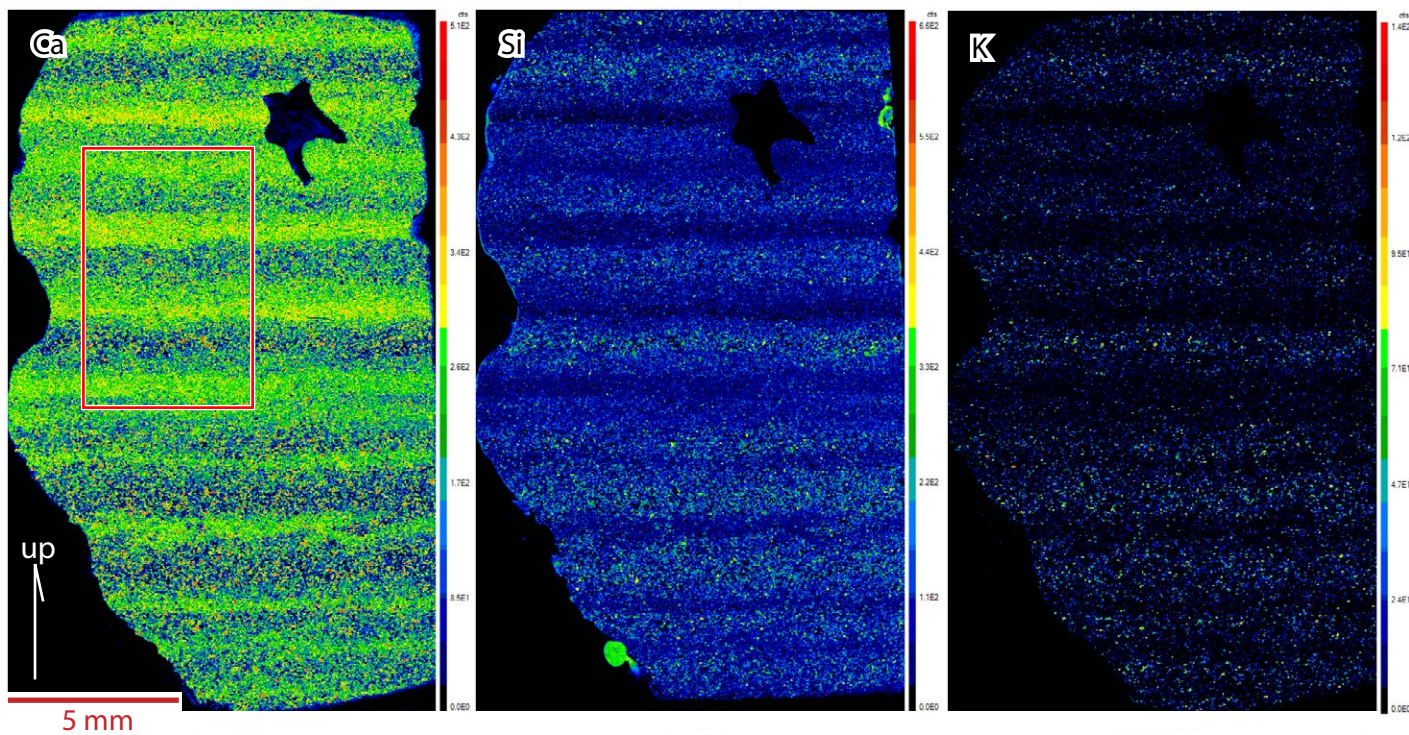 Ca
Si
K
cts
5.1E2
4.3E2
3.4E2
2.6E2
1.7E2
8.5E1
0.0E0
cts
6.6E2
5.5E2
4.4E2
3.3E2
2.2E2
1.1E2
0.0E0
cts
1.4E2
1.2E2
9.5E1
7.1E1
4.7E1
2.4E1
0.0E0
up
5 mm